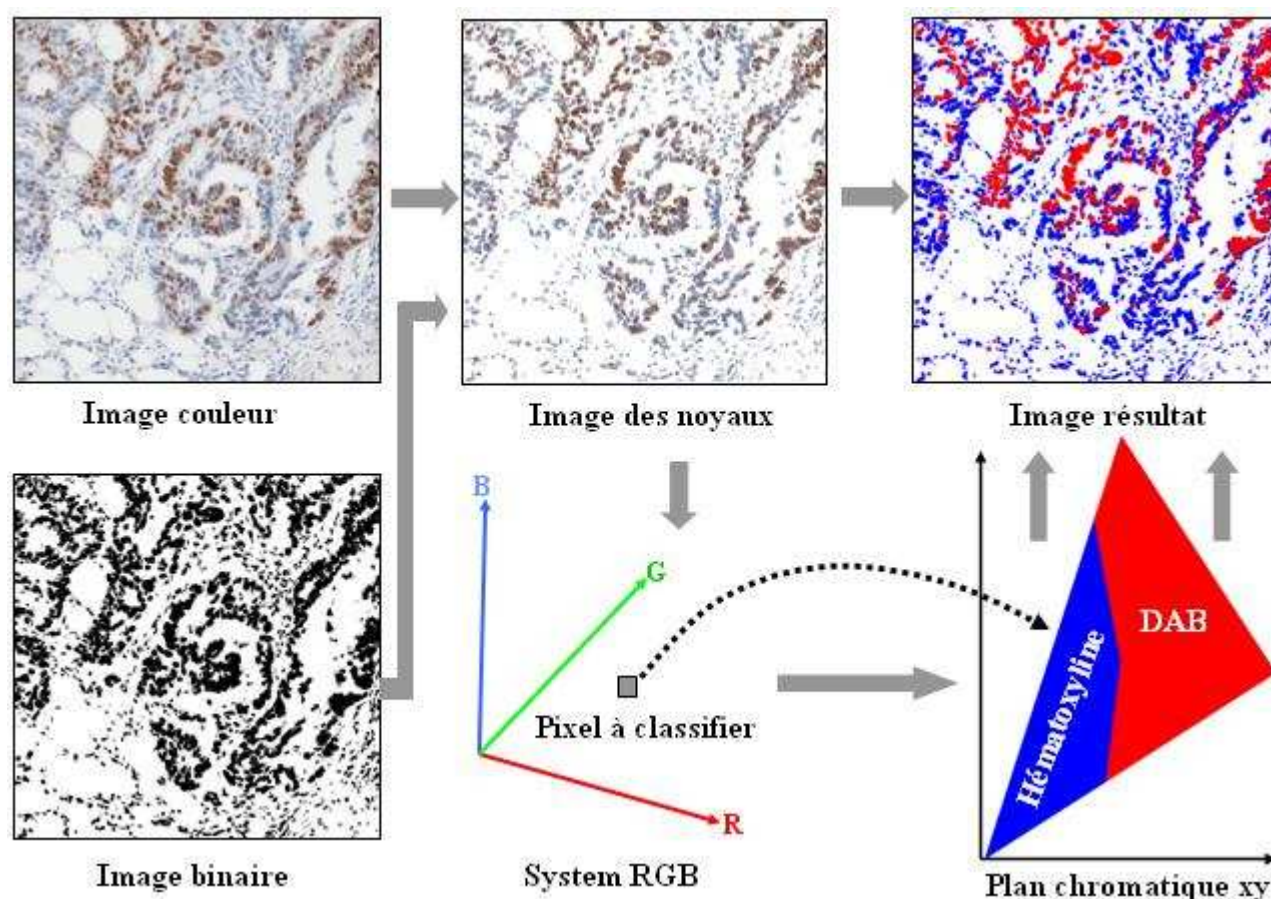 Image couleur
Image des noyaux
Image résultat
B
G
R
Pixel à classifier
DAB
Hématoxyline
Image binaire
System RGB
Plan chromatique xy